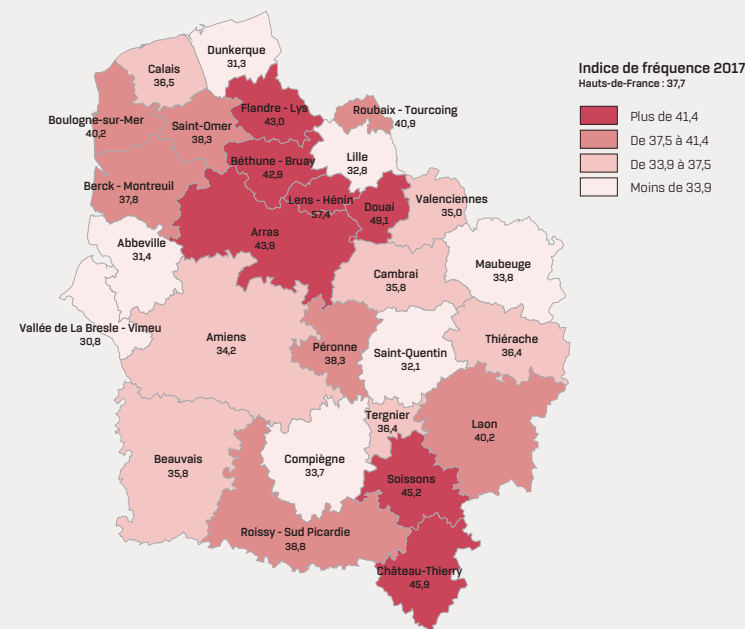 Indice de fréquence 2017
Hauts-de-France : 37,7
Plus de 41,4
De 37,5 à 41,4
De 33,9 à 37,5
Moins de 33,9
Dunkerque
31,3
Calais
36,5
Flandre - Lys
43,0
Roubaix - Tourcoing
40,9
Boulogne-sur-Mer
40,2
Saint-Omer
38,3
Béthune - Bruay
42,9
Lille
32,8
Berck - Montreuil
37,8
Lens - Hénin
57,4
Douai
49,1
Valenciennes
35,0
Arras
43,9
Abbeville
31,4
Cambrai
35,8
Maubeuge
33,8
Vallée de La Bresle - Vimeu
30,8
Amiens
34,2
Péronne
38,3
Saint-Quentin
32,1
Thiérache
36,4
Tergnier
36,4
Laon
40,2
Beauvais
35,8
Compiègne
33,7
Soissons
45,2
Roissy - Sud Picardie
38,8
Château-Thierry
45,9